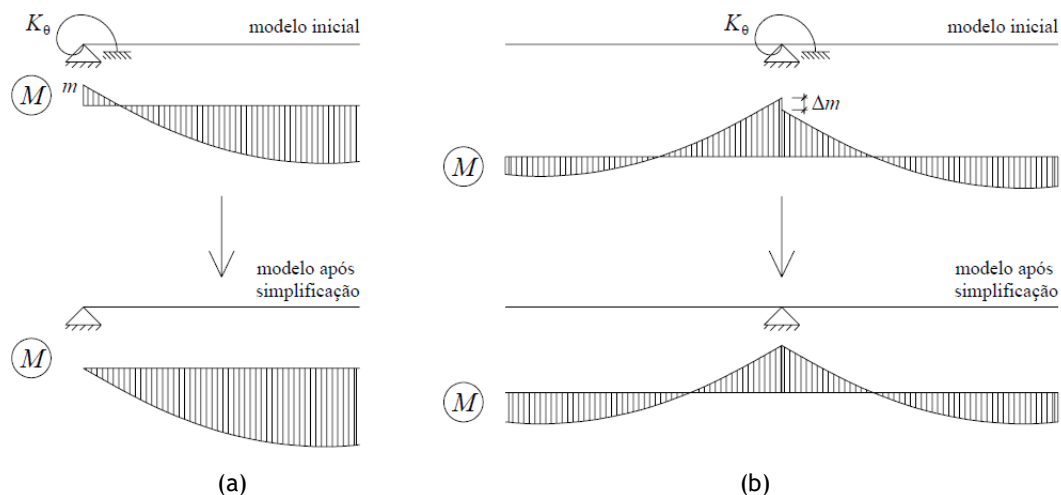 K_θ
modelo inicial
M
m
modelo após
simplificação
M
(a)
K_θ
modelo inicial
Δm
M
modelo após
simplificação
M
(b)